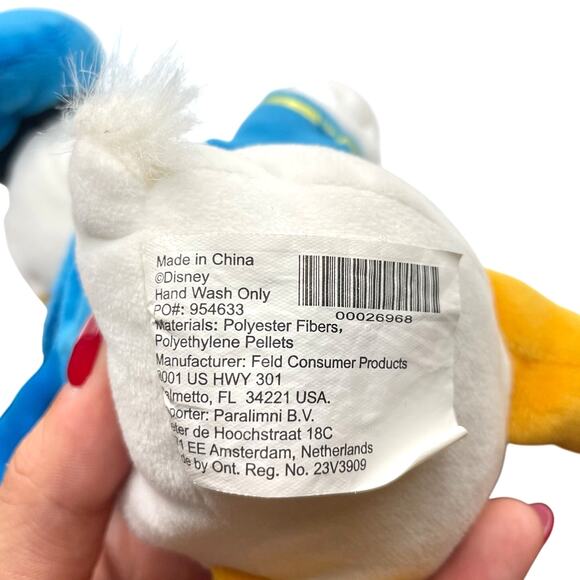 Made in China
©Disney
Hand Wash Only
PO#: 954633
Materials: Polyester Fibers,
Polyethylene Pellets
Manufacturer: Feld Consumer Products
US HWY 301
FL 34221 USA.
Paralimni B.V.
de Hoochstraat 18C
EE Amsterdam, Netherlands
by Ont. Reg. No. 23V3909
00026968